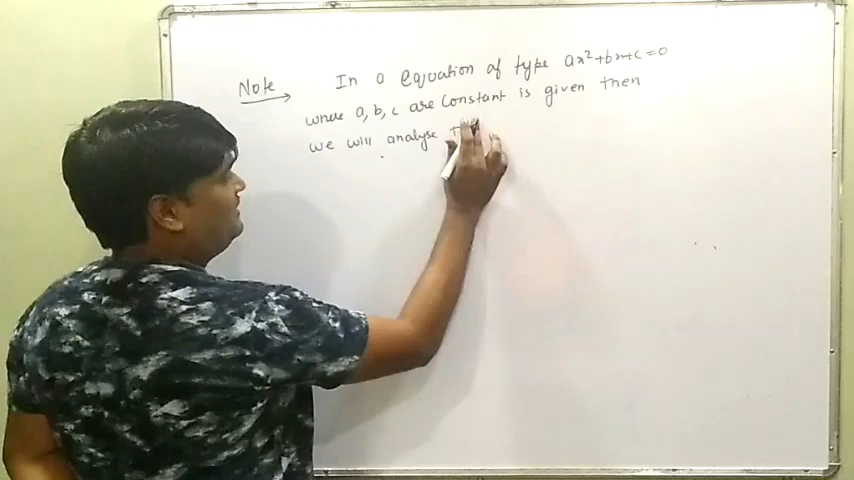 Note → In a equation of type ax²+bx+c=0
where a, b, c are constant is given then
we will analyse